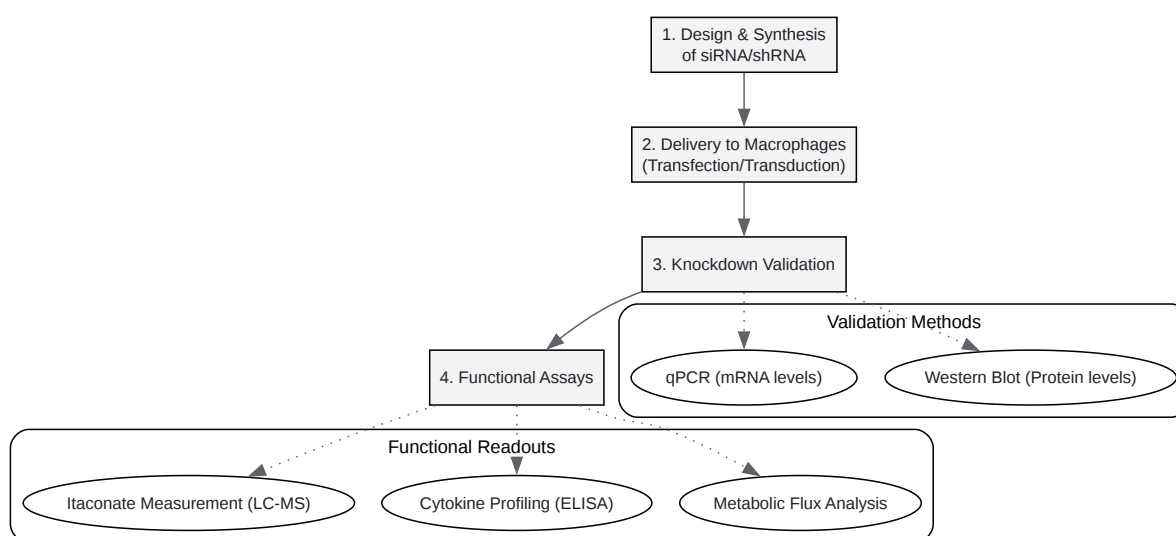 1. Design & Synthesis
of siRNA/shRNA
2. Delivery to Macrophages
(Transfection/Transduction)
3. Knockdown Validation
Validation Methods
qPCR (mRNA levels)
Western Blot (Protein levels)
4. Functional Assays
Functional Readouts
Itaconate Measurement (LC-MS)
Cytokine Profiling (ELISA)
Metabolic Flux Analysis